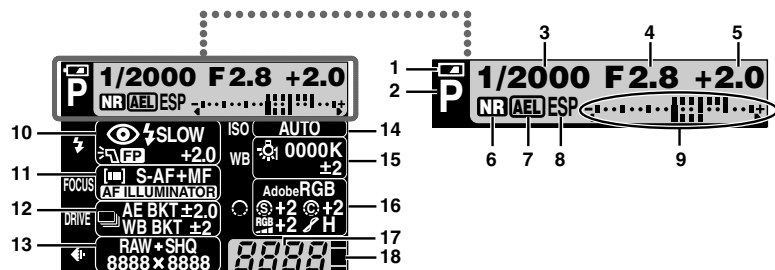 3 4 5
1 1/2000 F2.8 +2.0 1/2000 F2.8 +2.0
2 P P
NR AEL ESP NR AEL ESP
6 7 8 9
10 SLOW ISO AUTO 14
FP +2.0 WB 0000K 15
±2
11 FOCUS S-AF+MF
AF ILLUMINATOR
AdobeRGB 16
12 DRIVE AE BKT ±2.0 S +2 C +2
WB BKT ±2 RGB +2 H
13 RAW+SHQ 17
8888×8888 8888 18